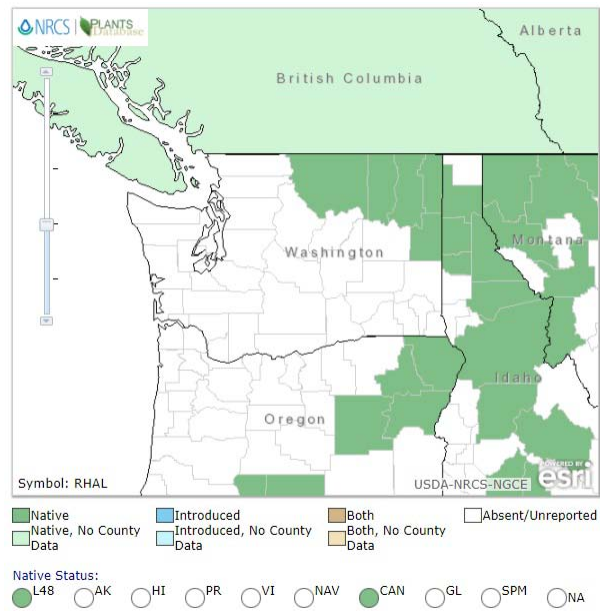 NRCS PLANTS
Database
Alberta
British Columbia
Washington
Montana
Idaho
Oregon
Symbol: RHAL
USDA-NRCS-NGCE
POWERED BY
esri
Native Introduced Both Absent/Unreported
Native, No County Introduced, No County Both, No County
Data Data Data
Native Status:
L48 AK HI PR VI NAV CAN GL SPM NA